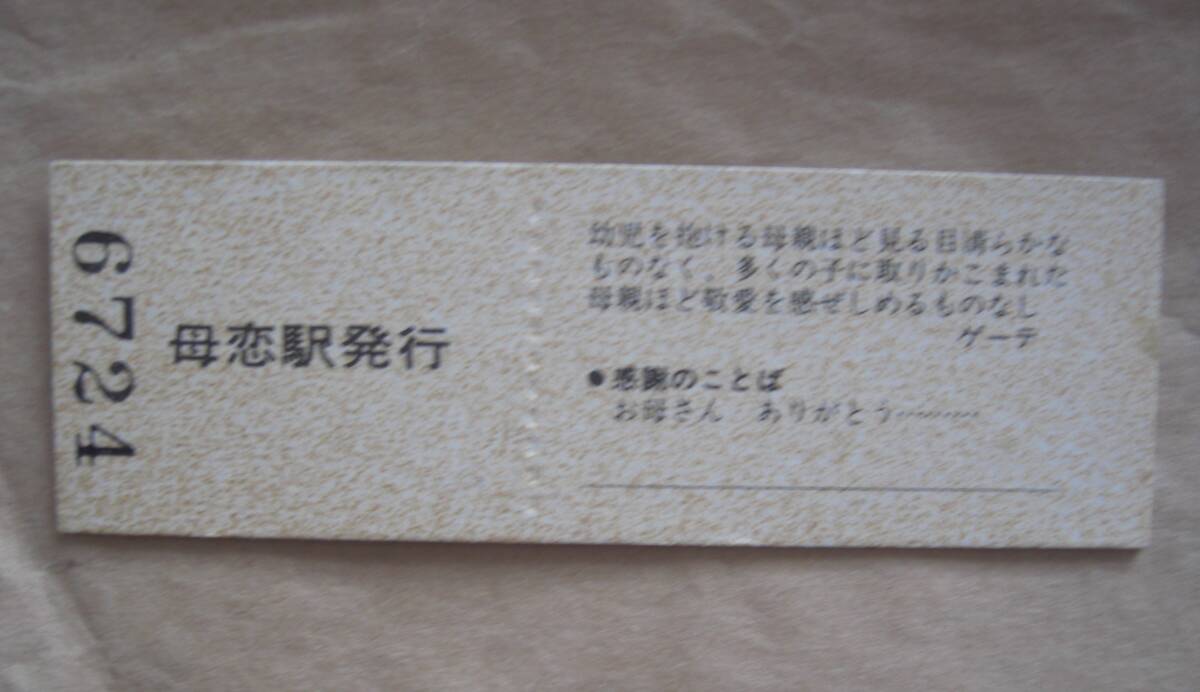 6724
母恋駅発行
幼児を抱ける母親ほど見る目清らかな
ものなく、多くの子に取りかこまれた
母親ほど敬愛を感ぜしめるものなし
ゲーテ
●感謝のことば
お母さん ありがとう………